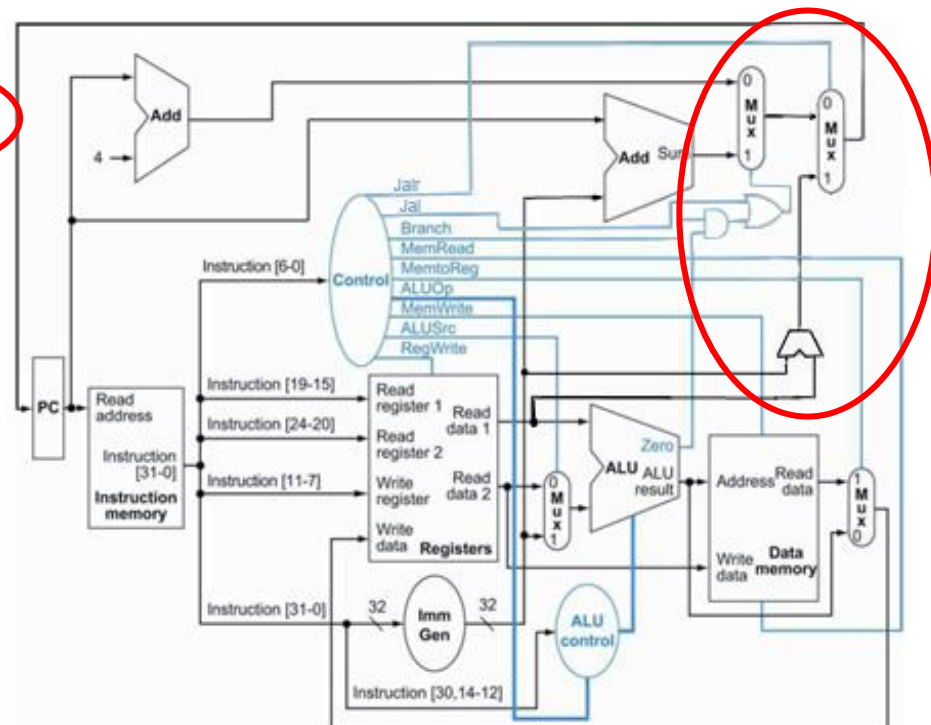 Add
4
Add Sum
0
Mux
1
0
Mux
1
Jalr
Jal
Branch
MemRead
MemtoReg
ALUOp
MemWrite
ALUSrc
RegWrite
Control
Instruction [6-0]
PC
Read
address
Instruction
[31-0]
Instruction
memory
Instruction [19-15]
Instruction [24-20]
Instruction [11-7]
Read
register 1
Read
register 2
Write
register
Write
data
Read
data 1
Read
data 2
Registers
0
Mux
1
Zero
ALU
ALU
result
Address
Read
data
Write
data
Data
memory
1
Mux
0
Instruction [31-0]
32
Imm
Gen
32
ALU
control
Instruction [30,14-12]